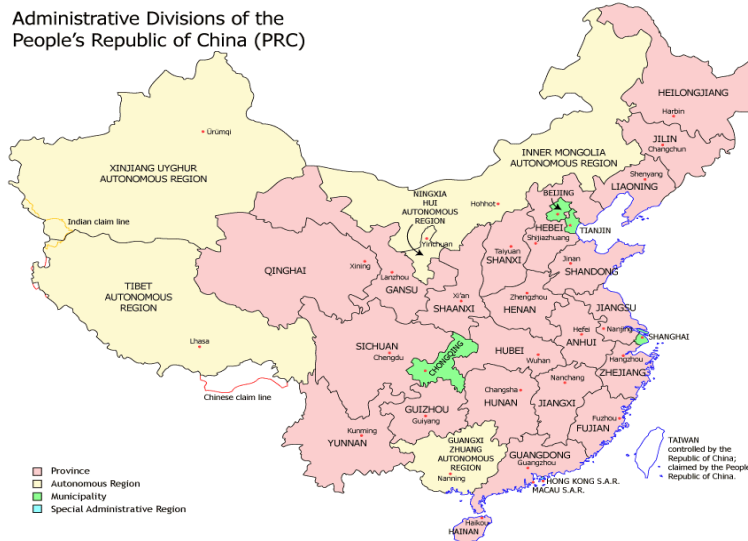 Administrative Divisions of the
People's Republic of China (PRC)
HEILONGJIANG
Harbin
JILIN
Changchun
Ürümqi
INNER MONGOLIA
AUTONOMOUS REGION
XINJIANG UYGHUR
AUTONOMOUS REGION
Shenyang
LIAONING
NINGXIA
HUI
AUTONOMOUS
REGION
BEIJING
Hohhot
Indian claim line
HEBEI
TIANJIN
Yinchuan
Shijiazhuang
Taiyuan
SHANXI
Jinan
SHANDONG
QINGHAI
Xining
Lanzhou
GANSU
TIBET
AUTONOMOUS
REGION
Xi'an
SHAANXI
Zhengzhou
HENAN
JIANGSU
Hefei
Nanjing
ANHUI
SHANGHAI
Lhasa
SICHUAN
Chengdu
CHONGQING
HUBEI
Wuhan
Hangzhou
ZHEJIANG
Chinese claim line
Changsha
HUNAN
Nanchang
JIANGXI
GUIZHOU
Guiyang
Fuzhou
FUJIAN
Kunming
YUNNAN
GUANGXI
ZHUANG
AUTONOMOUS
REGION
Nanning
GUANGDONG
Guangzhou
TAIWAN
controlled by the
Republic of China;
claimed by the People
Republic of China.
HONG KONG S.A.R.
MACAU S.A.R.
Haikou
HAINAN
Province
Autonomous Region
Municipality
Special Administrative Region